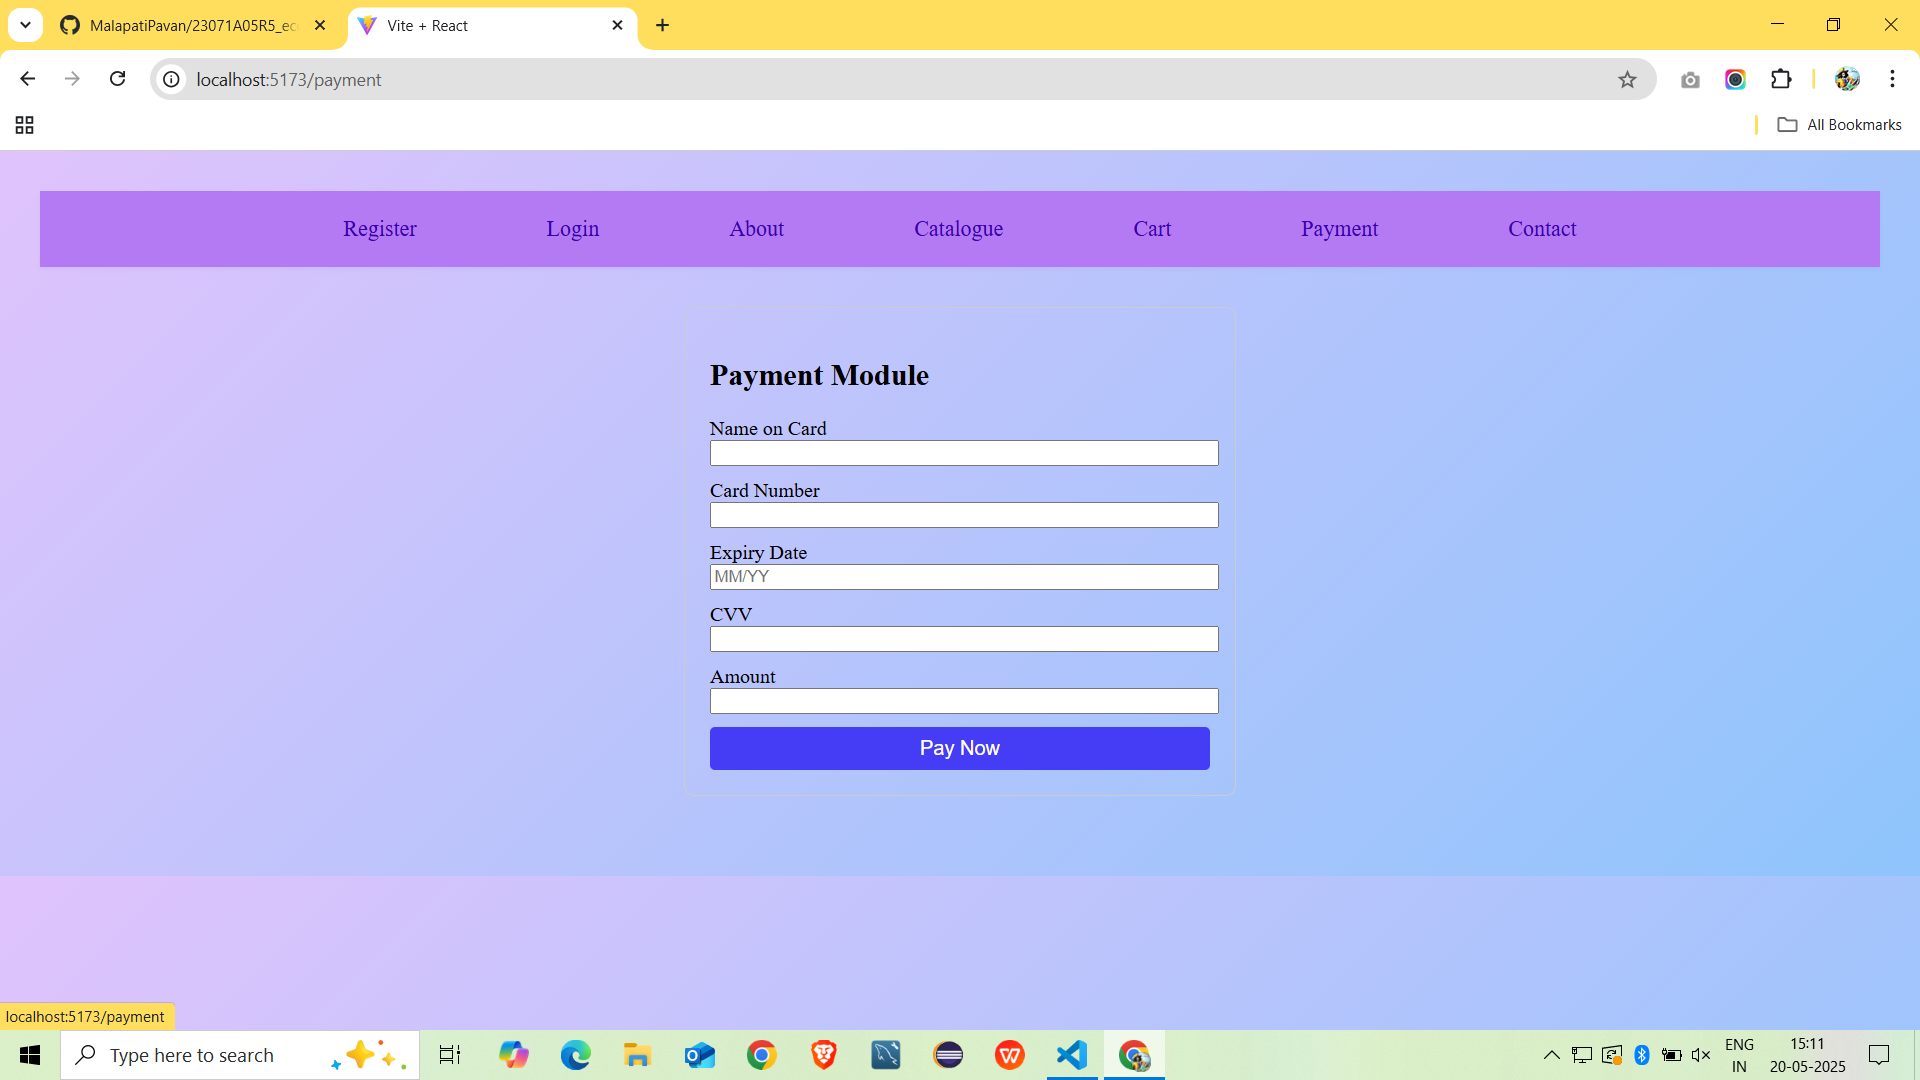 MalapatiPavan/23071A05R5_ec
Vite + React
localhost:5173/payment
All Bookmarks
Register Login About Catalogue Cart Payment Contact
Payment Module
Name on Card
Card Number
Expiry Date
MM/YY
CVV
Amount
Pay Now
localhost:5173/payment
Type here to search
ENG
IN
15:11
20-05-2025